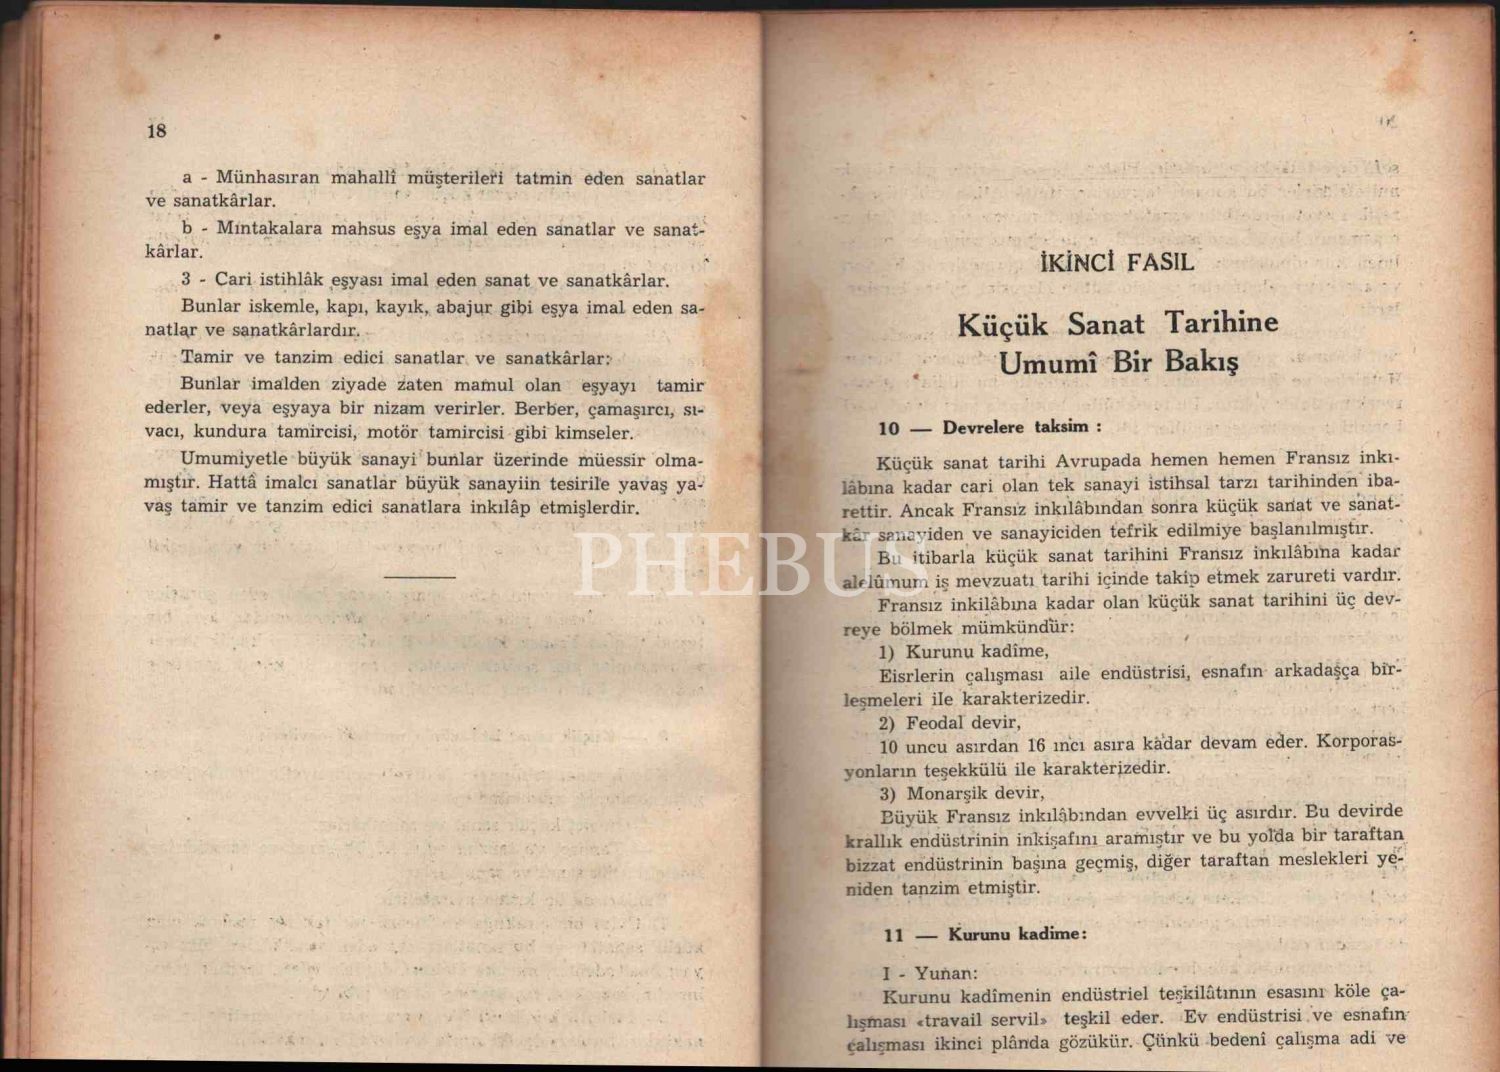 18
a - Münhasıran mahallî müşterileri tatmin eden sanatlar
ve sanatkârlar.
b - Mıntakalara mahsus eşya imal eden sanatlar ve sanat-
kârlar.
3 - Cari istihlâk eşyası imal eden sanat ve sanatkârlar.
Bunlar iskemle, kapı, kayık, abajur gibi eşya imal eden sa-
natlar ve sanatkârlardır.
Tamir ve tanzim edici sanatlar ve sanatkârlar:
Bunlar imalden ziyade zaten mamul olan eşyayı tamir
ederler, veya eşyaya bir nizam verirler. Berber, çamaşırcı, sı-
vacı, kundura tamircisi, motör tamircisi gibi kimseler.
Umumiyetle büyük sanayi bunlar üzerinde müessir olma-
mıştır. Hattâ imalcı sanatlar büyük sanayiin tesirile yavaş ya-
vaş tamir ve tanzim edici sanatlara inkılâp etmişlerdir.
İKİNCİ FASIL
Küçük Sanat Tarihine
Umumî Bir Bakış
10 — Devrelere taksim :
Küçük sanat tarihi Avrupada hemen hemen Fransız inkı-
lâbına kadar cari olan tek sanayi istihsal tarzı tarihinden iba-
rettir. Ancak Fransız inkılâbından sonra küçük sanat ve sanat-
kâr sanayiden ve sanayiciden tefrik edilmiye başlanılmıştır.
Bu itibarla küçük sanat tarihini Fransız inkılâbına kadar
alelûmum iş mevzuatı tarihi içinde takip etmek zarureti vardır.
Fransız inkilâbına kadar olan küçük sanat tarihini üç dev-
reye bölmek mümkündür:
1) Kurunu kadîme,
Eisrlerin çalışması aile endüstrisi, esnafın arkadaşça bir-
leşmeleri ile karakterizedir.
2) Feodal devir,
10 uncu asırdan 16 ıncı asıra kadar devam eder. Korporas-
yonların teşekkülü ile karakterizedir.
3) Monarşik devir,
Büyük Fransız inkılâbından evvelki üç asırdır. Bu devirde
krallık endüstrinin inkişafını aramıştır ve bu yolda bir taraftan
bizzat endüstrinin başına geçmiş, diğer taraftan meslekleri ye-
niden tanzim etmiştir.
11 — Kurunu kadime:
I - Yunan:
Kurunu kadîmenin endüstriel teşkilâtının esasını köle ça-
lışması «travail servil» teşkil eder. Ev endüstrisi ve esnafın
çalışması ikinci plânda gözükür. Çünkü bedenî çalışma adi ve
PHEBUS